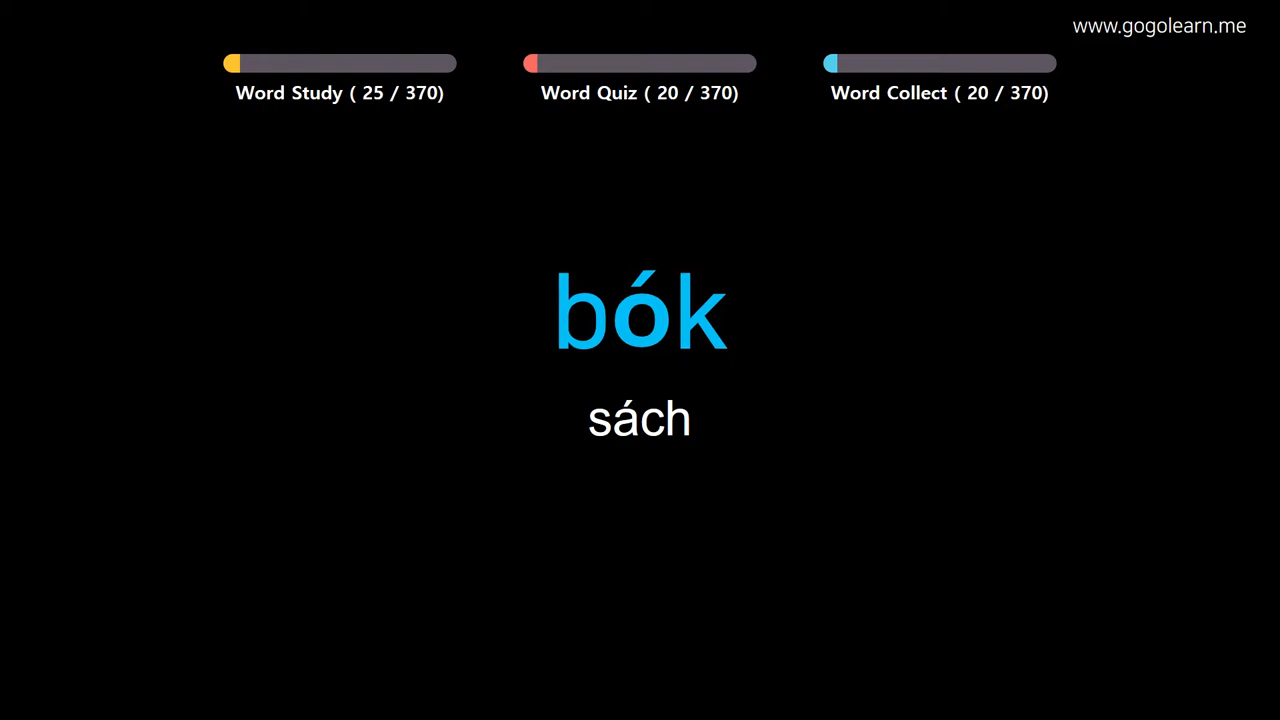 www.gogolearn.me
Word Study ( 25 / 370)
Word Quiz ( 20 / 370)
Word Collect ( 20 / 370)
bók
sách